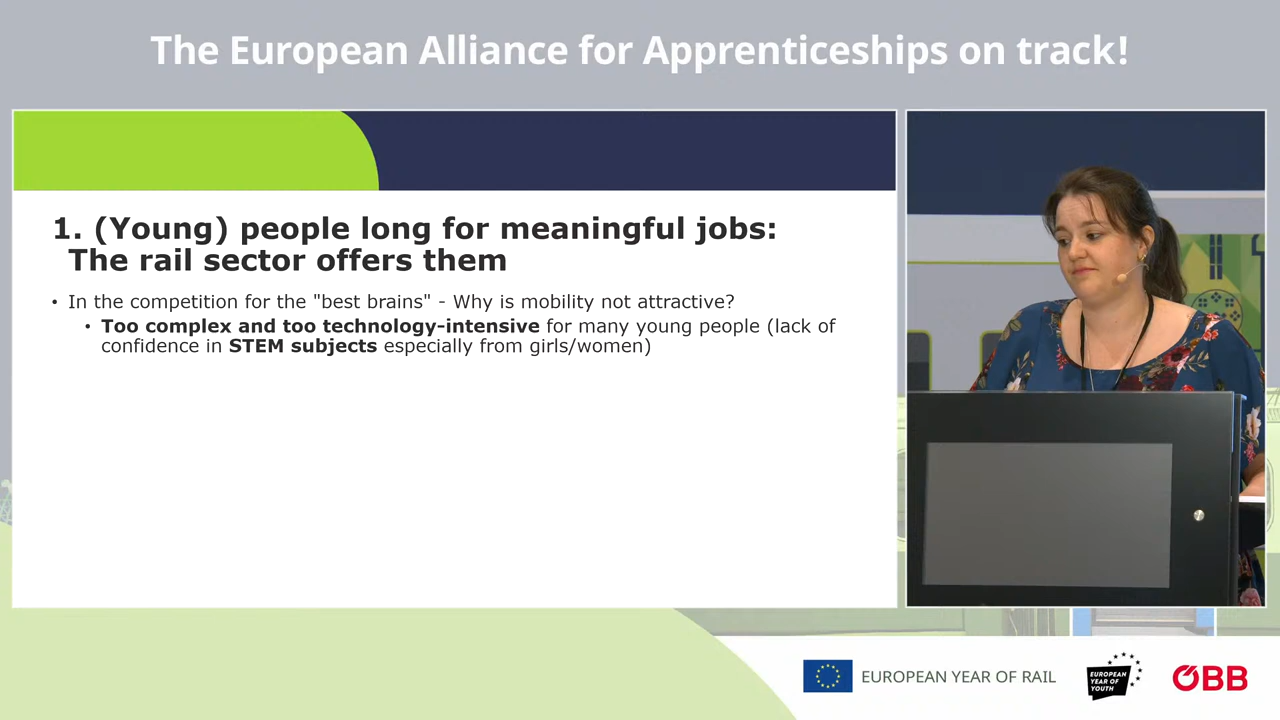 The European Alliance for Apprenticeships on track!
1. (Young) people long for meaningful jobs:
The rail sector offers them
• In the competition for the "best brains" - Why is mobility not attractive?
• Too complex and too technology-intensive for many young people (lack of
confidence in STEM subjects especially from girls/women)
EUROPEAN YEAR OF RAIL
EUROPEAN
YEAR OF
YOUTH
ÖBB